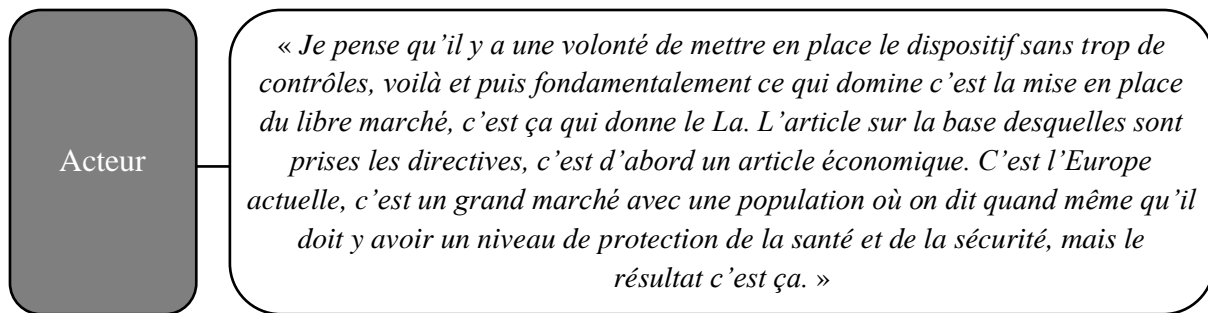 Acteur
« Je pense qu’il y a une volonté de mettre en place le dispositif sans trop de
contrôles, voilà et puis fondamentalement ce qui domine c’est la mise en place
du libre marché, c’est ça qui donne le La. L’article sur la base desquelles sont
prises les directives, c’est d’abord un article économique. C’est l’Europe
actuelle, c’est un grand marché avec une population où on dit quand même qu’il
doit y avoir un niveau de protection de la santé et de la sécurité, mais le
résultat c’est ça. »